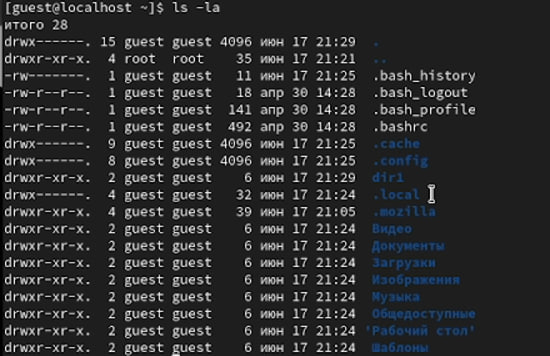 [guest@localhost ~]$ ls -la
итого 28
drwx------. 15 guest guest 4096 июн 17 21:29 .
drwxr-xr-x. 4 root root 35 июн 17 21:21 ..
-rw-------. 1 guest guest 11 июн 17 21:25 .bash_history
-rw-r--r--. 1 guest guest 18 апр 30 14:28 .bash_logout
-rw-r--r--. 1 guest guest 141 апр 30 14:28 .bash_profile
-rw-r--r--. 1 guest guest 492 апр 30 14:28 .bashrc
drwx------. 9 guest guest 4096 июн 17 21:25 .cache
drwx------. 8 guest guest 4096 июн 17 21:25 .config
drwxr-xr-x. 2 guest guest 6 июн 17 21:29 dir1
drwx------. 4 guest guest 32 июн 17 21:24 .local
drwxr-xr-x. 4 guest guest 39 июн 17 21:05 .mozilla
drwxr-xr-x. 2 guest guest 6 июн 17 21:24 Видео
drwxr-xr-x. 2 guest guest 6 июн 17 21:24 Документы
drwxr-xr-x. 2 guest guest 6 июн 17 21:24 Загрузки
drwxr-xr-x. 2 guest guest 6 июн 17 21:24 Изображения
drwxr-xr-x. 2 guest guest 6 июн 17 21:24 Музыка
drwxr-xr-x. 2 guest guest 6 июн 17 21:24 Общедоступные
drwxr-xr-x. 2 guest guest 6 июн 17 21:24 'Рабочий стол'
drwxr-xr-x. 2 guest guest 6 июн 17 21:24 Шаблоны